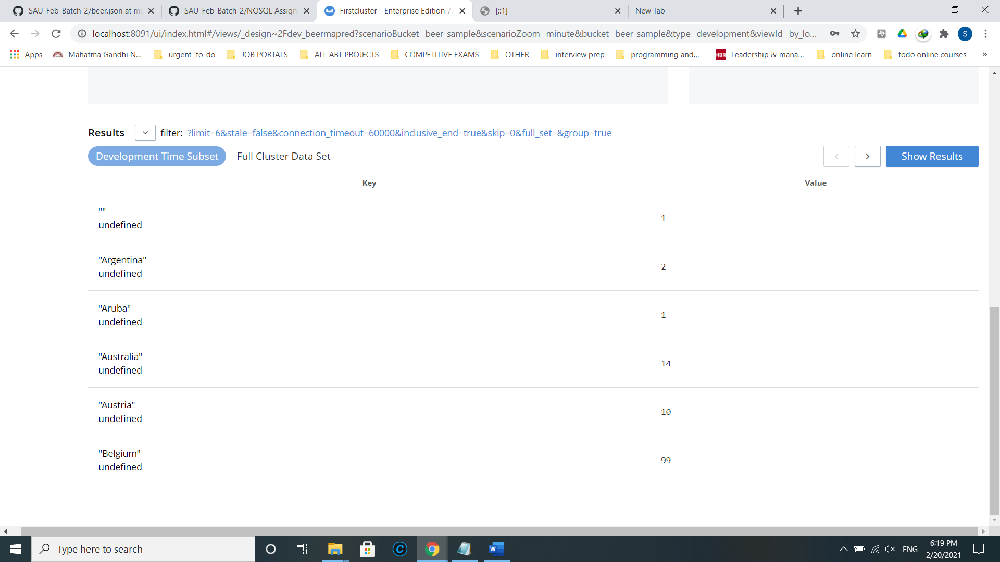 SAU-Feb-Batch-2/beer.json at ma
SAU-Feb-Batch-2/NOSQL Assign
Firstcluster - Enterprise Edition 7.
[::1]
New Tab
localhost:8091/ui/index.html#/views/_design~2Fdev_beermapred?scenarioBucket=beer-sample&scenarioZoom=minute&bucket=beer-sample&type=development&viewId=by_lo...
S
Apps
Mahatma Gandhi N...
urgent to-do
JOB PORTALS
ALL ABT PROJECTS
COMPETITIVE EXAMS
OTHER
interview prep
programming and...
HBR
Leadership & mana...
online learn
todo online courses
»
Results
filter: ?limit=6&stale=false&connection_timeout=60000&inclusive_end=true&skip=0&full_set=&group=true
Development Time Subset
Full Cluster Data Set
Show Results
Key
Value
""
undefined
1
"Argentina"
undefined
2
"Aruba"
undefined
1
"Australia"
undefined
14
"Austria"
undefined
10
"Belgium"
undefined
99
Type here to search
C
W
ENG
6:19 PM
2/20/2021